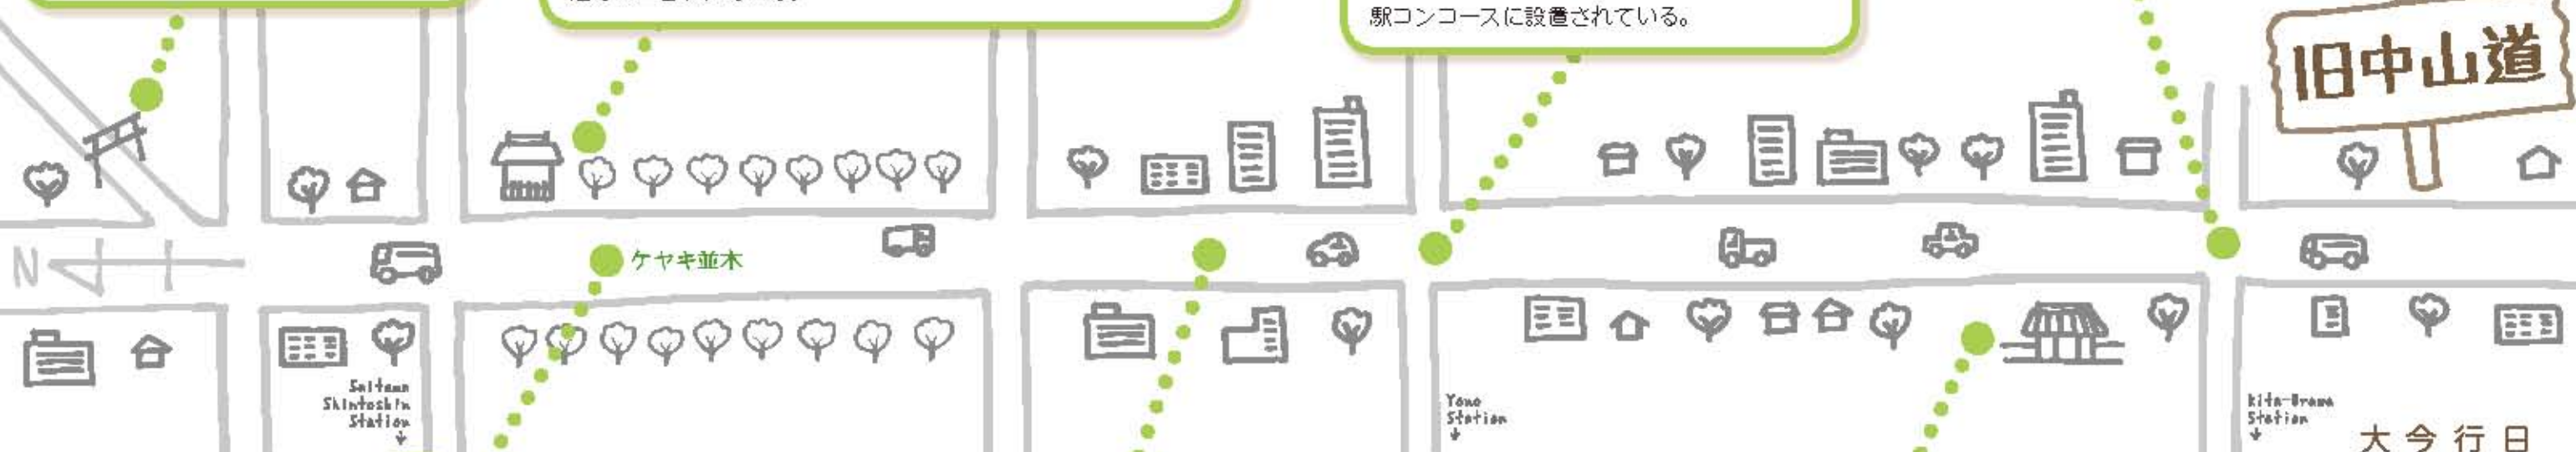 駅コンコースに設置されている。
旧中山道
N
ケヤキ並木
Saitama
Shintoshin
Station
Yono
Station
Kita-Urawa
Station
大今行日